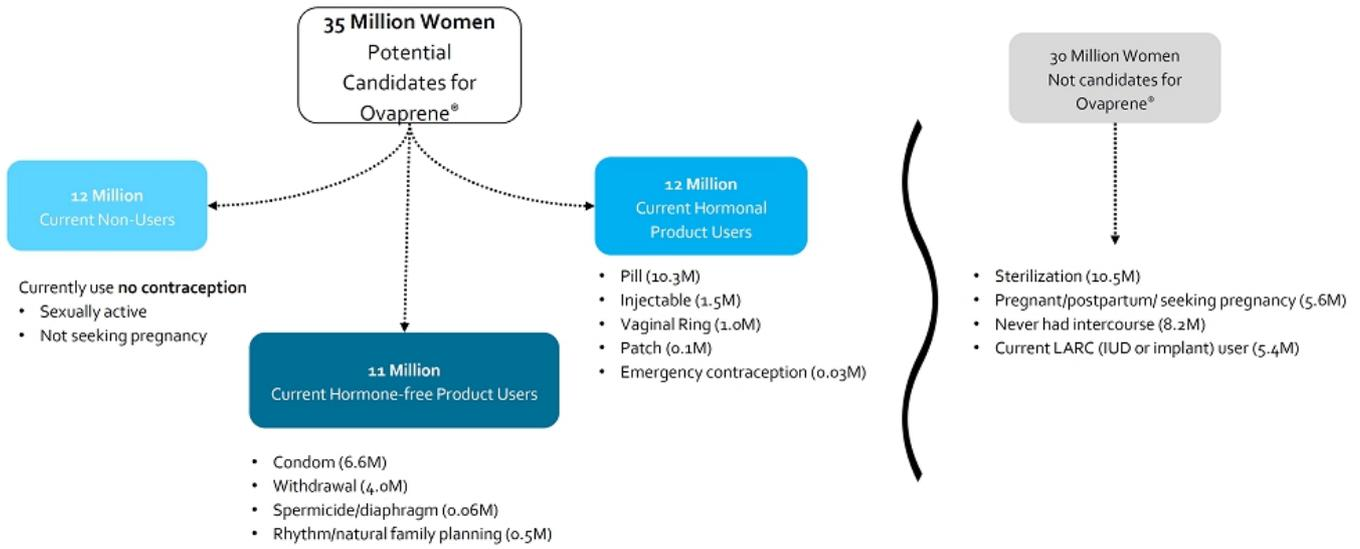 35 Million Women
Potential
Candidates for
Ovaprene®
12 Million
Current Non-Users
Currently use no contraception
• Sexually active
• Not seeking pregnancy
11 Million
Current Hormone-free Product Users
• Condom (6.6M)
• Withdrawal (4.0M)
• Spermicide/diaphragm (0.06M)
• Rhythm/natural family planning (0.5M)
12 Million
Current Hormonal
Product Users
• Pill (10.3M)
• Injectable (1.5M)
• Vaginal Ring (1.0M)
• Patch (0.1M)
• Emergency contraception (0.03M)
30 Million Women
Not candidates for
Ovaprene®
• Sterilization (10.5M)
• Pregnant/postpartum/ seeking pregnancy (5.6M)
• Never had intercourse (8.2M)
• Current LARC (IUD or implant) user (5.4M)